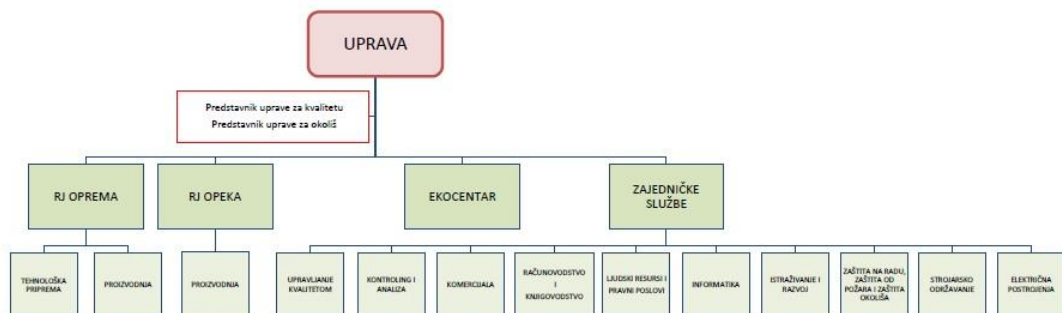 UPRAVA
Predstavnik uprave za kvalitetu
Predstavnik uprave za okoliš
RJ OPREMA
RJ OPEKA
EKOCENTAR
ZAJEDNIČKE
SLUŽBE
TEHNOLOŠKA
PRIPREMA
PROIZVODNJA
PROIZVODNJA
UPRAVLJANJE
KVALITETOM
KONTROLING I
ANALIZA
KOMERCIJALA
RAČUNOVODSTVO
I
KNJIGOVODSTVO
LJUDSKI RESURSI I
PRAVNI POSLOVI
INFORMATIKA
ISTRAŽIVANJE I
RAZVOJ
ZAŠTITA NA RADU,
ZAŠTITA OD
POŽARA I ZAŠTITA
OKOLIŠA
STROJARSKO
ODRŽAVANJE
ELEKTRIČNA
POSTROJENJA